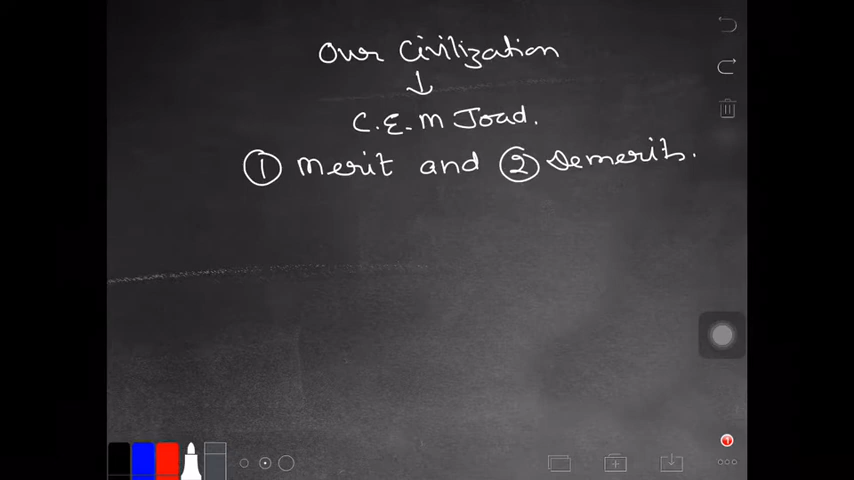 Our Civilization
↓
C.E.M Joad.
① Merit and ② Demerits.